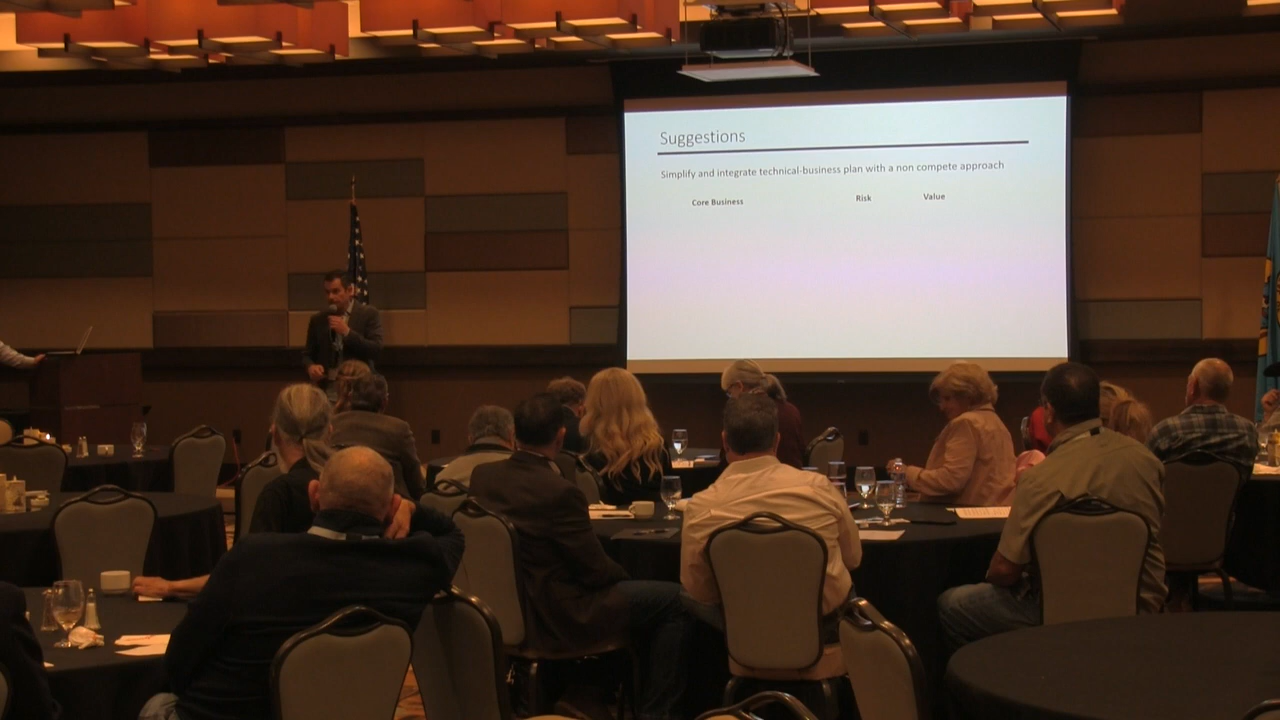 Suggestions
Simplify and integrate technical-business plan with a non compete approach
Core Business Risk Value